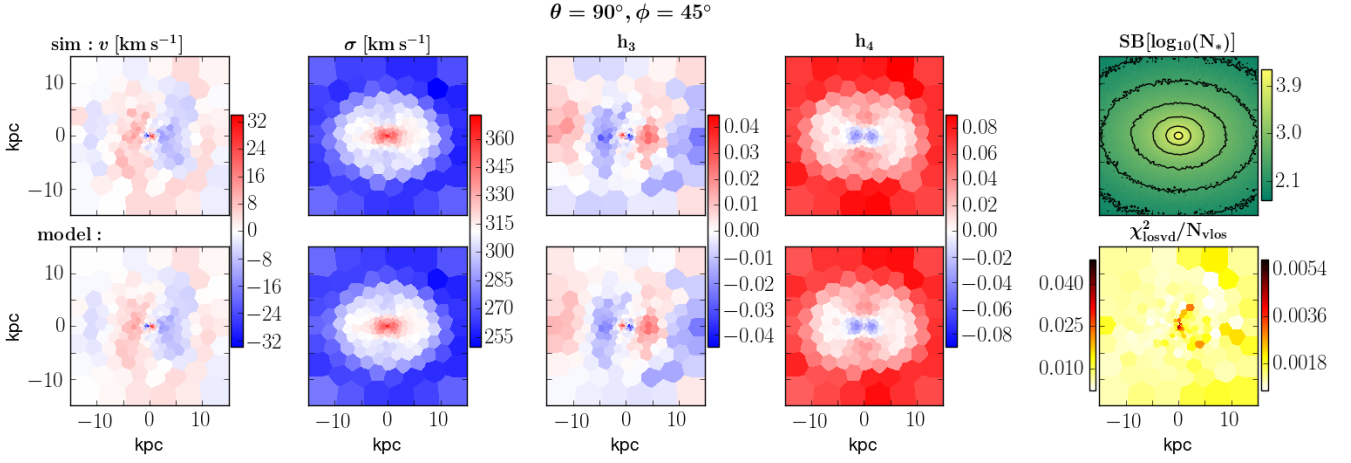 θ = 90°, ϕ = 45°
sim : v [km s⁻¹]
σ [km s⁻¹]
h₃
h₄
SB[log₁₀(N*)]
kpc
10
0
−10
32
24
16
8
0
−8
−16
−24
−32
360
345
330
315
300
285
270
255
0.04
0.03
0.02
0.01
0.00
−0.01
−0.02
−0.03
−0.04
0.08
0.06
0.04
0.02
0.00
−0.02
−0.04
−0.06
−0.08
3.9
3.0
2.1
model :
χ²losvd/Nvlos
kpc
10
0
−10
0.040
0.025
0.010
0.0054
0.0036
0.0018
−10 0 10
−10 0 10
−10 0 10
−10 0 10
−10 0 10
kpc
kpc
kpc
kpc
kpc